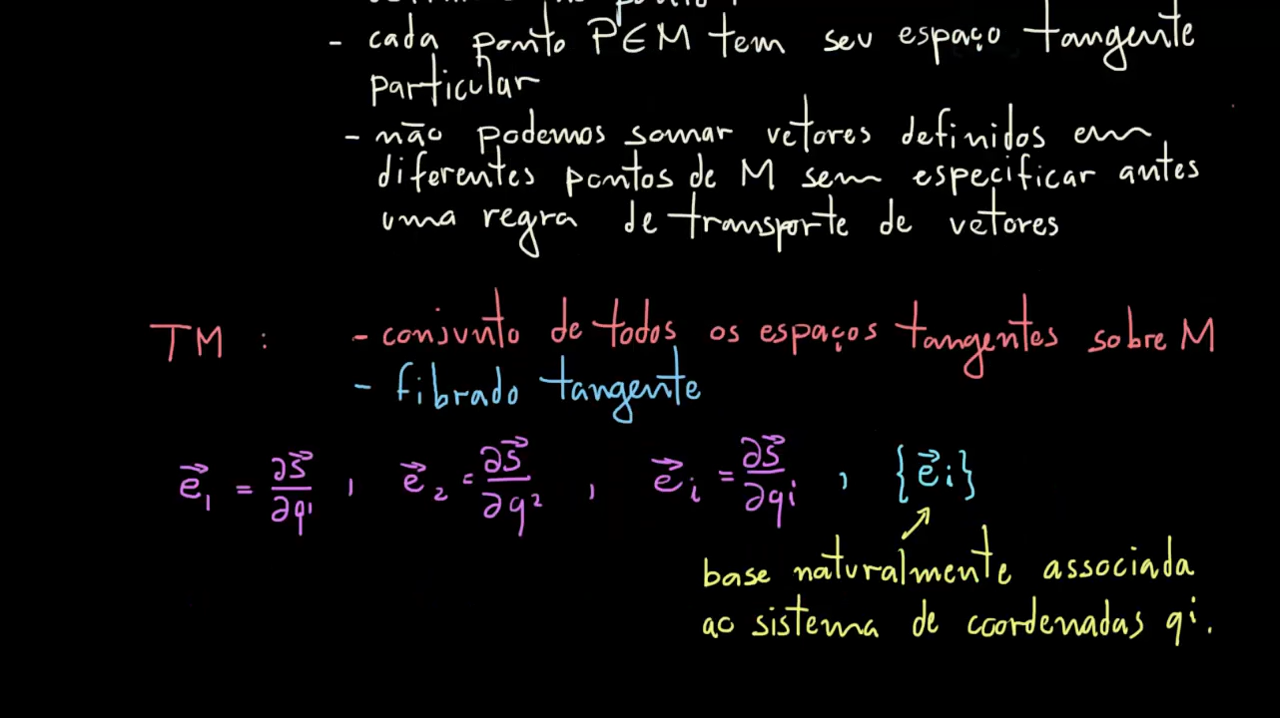 - cada ponto P∈M tem seu espaço tangente
particular
- não podemos somar vetores definidos em
diferentes pontos de M sem especificar antes
uma regra de transporte de vetores
TM : - conjunto de todos os espaços tangentes sobre M
- fibrado tangente
e⃗₁ = ∂s⃗/∂q¹ , e⃗₂ = ∂s⃗/∂q² , e⃗ᵢ = ∂s⃗/∂qⁱ , {e⃗ᵢ}
base naturalmente associada
ao sistema de coordenadas qⁱ.